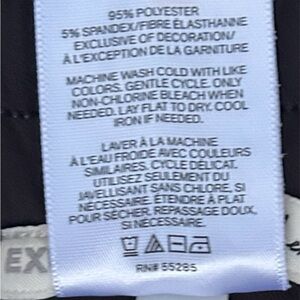 95% POLYESTER
5% SPANDEX/FIBRE ÉLASTHANNE
EXCLUSIVE OF DECORATION/
À L'EXCEPTION DE LA GARNITURE
MACHINE WASH COLD WITH LIKE
COLORS. GENTLE CYCLE. ONLY
NON-CHLORINE BLEACH WHEN
NEEDED. LAY FLAT TO DRY. COOL
IRON IF NEEDED.
LAVER À LA MACHINE
À L'EAU FROIDE AVEC COULEURS
SIMILAIRES. CYCLE DÉLICAT.
UTILISEZ SEULEMENT DU
JAVELLISANT SANS CHLORE, SI
NÉCESSAIRE. ÉTENDRE À PLAT
POUR SÉCHER. REPASSAGE DOUX,
SI NÉCESSAIRE.
RN# 55285
EX